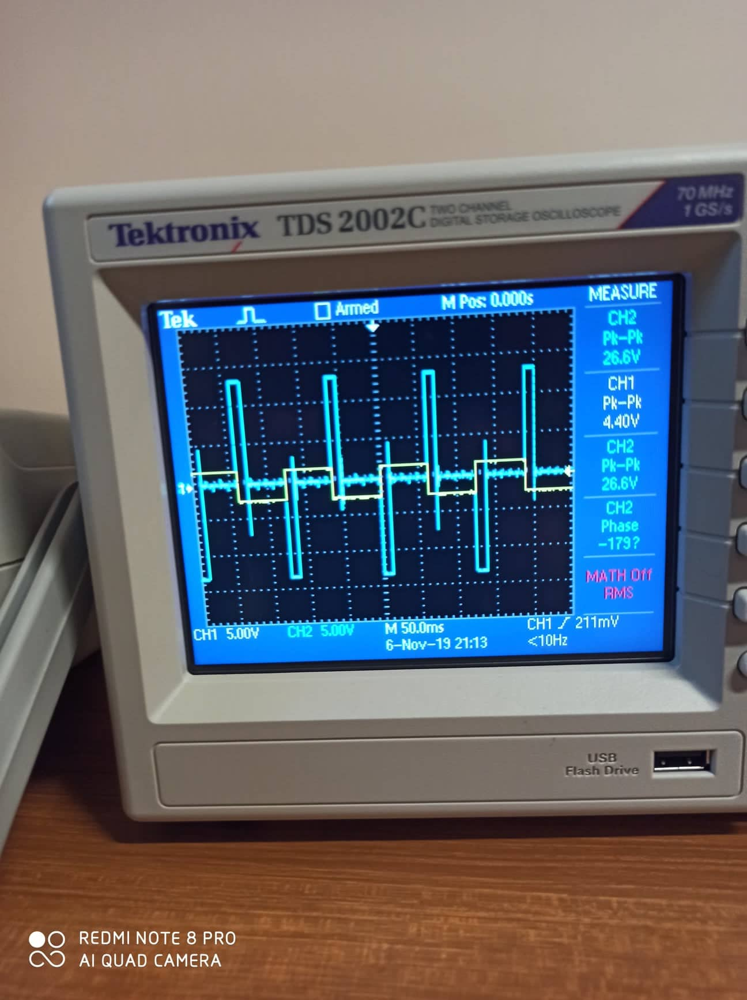 Tektronix TDS 2002C TWO CHANNEL
DIGITAL STORAGE OSCILLOSCOPE
70 MHz
1 GS/s
Tek Armed M Pos: 0.000s MEASURE
CH2
Pk-Pk
26.6V
CH1
Pk-Pk
4.40V
CH2
Pk-Pk
26.6V
CH2
Phase
-179?
MATH Off
RMS
CH1 5.00V CH2 5.00V M 50.0ms CH1 211mV
6-Nov-19 21:13 <10Hz
USB
Flash Drive
REDMI NOTE 8 PRO
AI QUAD CAMERA